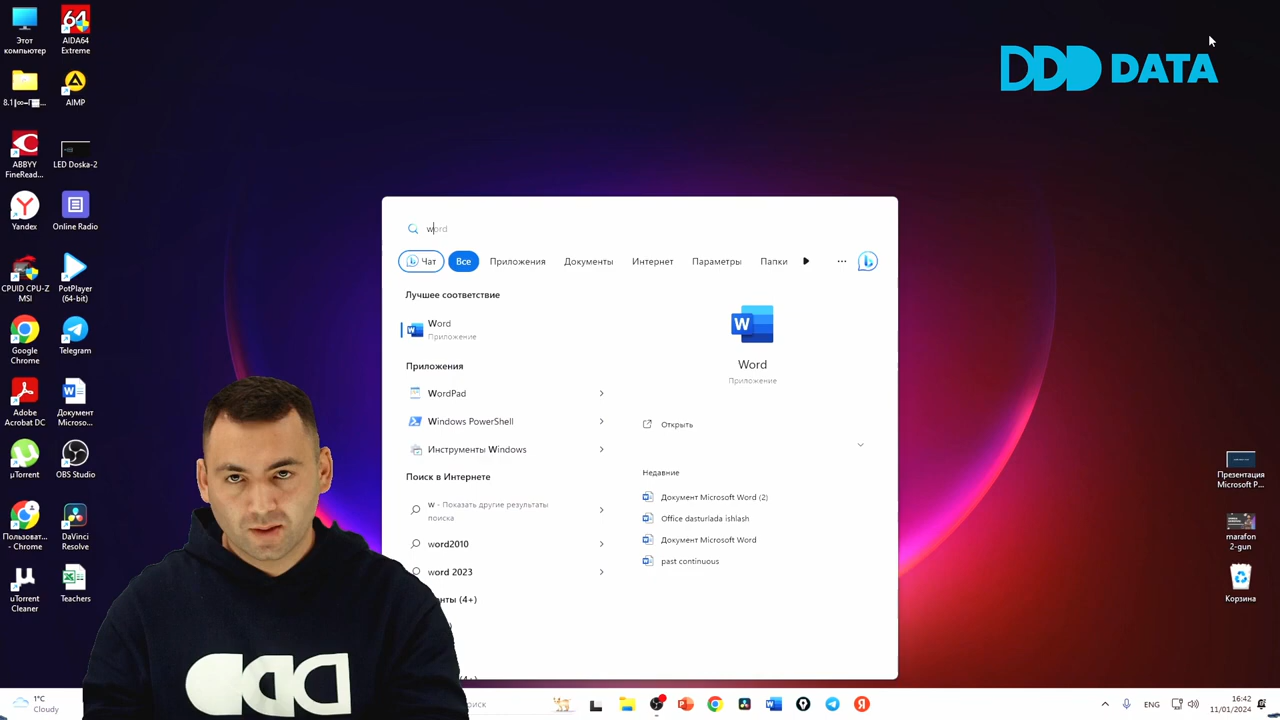 Этот
компьютер
64
AIDA64
Extreme
AIMP
ABBYY
FineRead...
LED Doska-2
Yandex
Online Radio
CPUID CPU-Z
MSI
PotPlayer
(64-bit)
Google
Chrome
Telegram
Adobe
Acrobat DC
Документ
Microso...
µTorrent
OBS Studio
Пользоват...
- Chrome
DaVinci
Resolve
uTorrent
Cleaner
Teachers
DDD DATA
word
Чат
Все
Приложения
Документы
Интернет
Параметры
Папки
Лучшее соответствие
Word
Приложение
Приложения
WordPad
Windows PowerShell
Инструменты Windows
Поиск в Интернете
w - Показать другие результаты
поиска
word2010
word 2023
нты (4+)
Word
Приложение
Открыть
Недавние
Документ Microsoft Word (2)
Office dasturlada ishlash
Документ Microsoft Word
past continuous
Презентация
Microsoft P...
marafon
2-gun
Корзина
1°C
Cloudy
оиск
ENG
16:42
11/01/2024